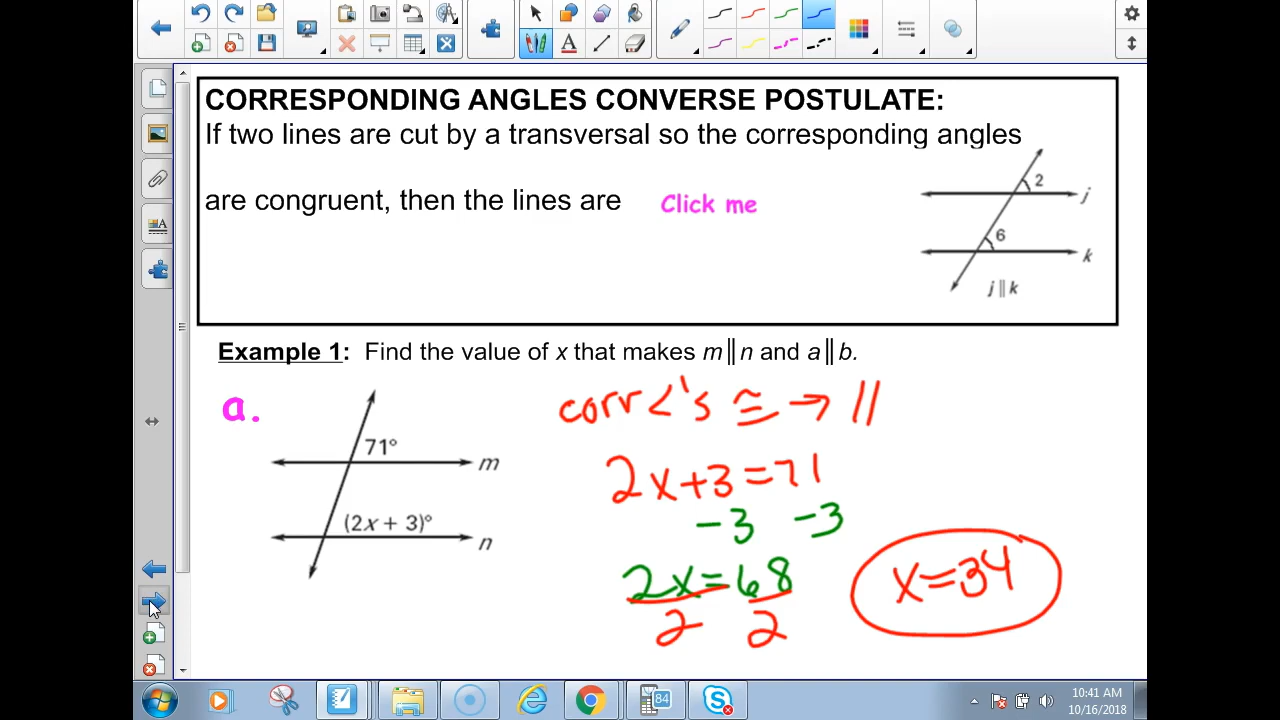 CORRESPONDING ANGLES CONVERSE POSTULATE:
If two lines are cut by a transversal so the corresponding angles
are congruent, then the lines are Click me
2
j
6
k
j || k
Example 1: Find the value of x that makes m || n and a || b.
a.
71°
m
(2x + 3)°
n
corr <'s ≅ → //
2x+3=71
-3 -3
2x=68
2 2
x=34
84
10:41 AM
10/16/2018